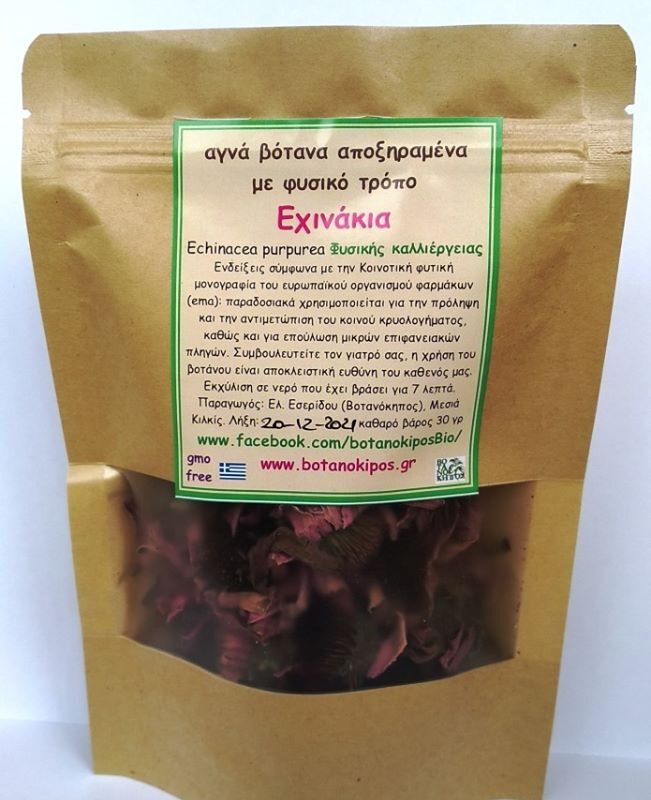 αγνά βότανα αποξηραμένα
με φυσικό τρόπο
Εχινάκια
Echinacea purpurea Φυσικής καλλιέργειας
Ενδείξεις σύμφωνα με την Κοινοτική φυτική
μονογραφία του ευρωπαϊκού οργανισμού φαρμάκων
(ema): παραδοσιακά χρησιμοποιείται για την πρόληψη
και την αντιμετώπιση του κοινού κρυολογήματος,
καθώς και για επούλωση μικρών επιφανειακών
πληγών. Συμβουλευτείτε τον γιατρό σας, η χρήση του
βοτάνου είναι αποκλειστική ευθύνη του καθενός μας.
Εκχύλιση σε νερό που έχει βράσει για 7 λεπτά.
Παραγωγός: Ελ. Εσερίδου (Βοτανόκηπος), Μεσιά
Κιλκίς. Λήξη: 20-12-2021 καθαρό βάρος 30 γρ
www.facebook.com/botanokiposBio/
gmo
free
www.botanokipos.gr
ΒΟ
ΤΑ
ΝΟ
ΚΗΠΟΣ